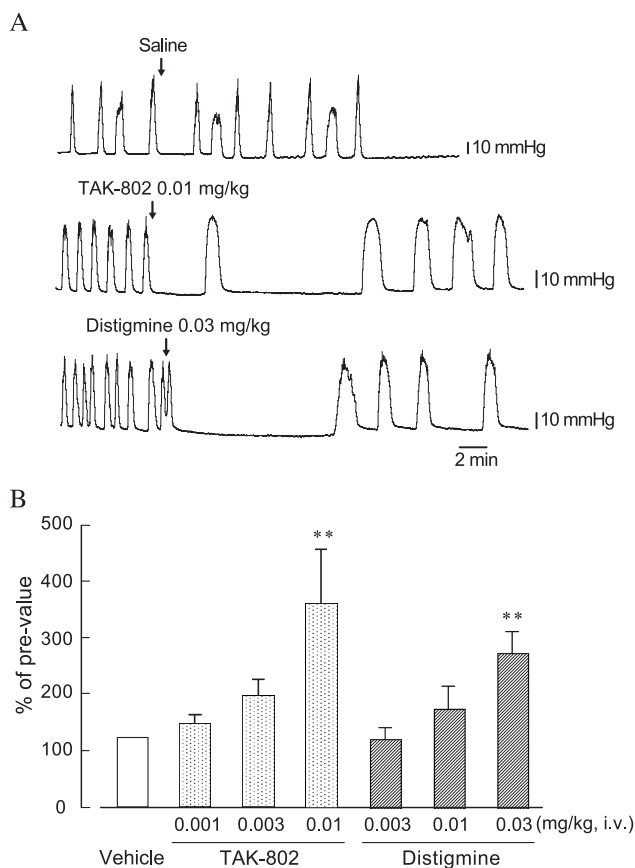 A
Saline
10 mmHg
TAK-802 0.01 mg/kg
10 mmHg
Distigmine 0.03 mg/kg
10 mmHg
2 min
B
% of pre-value
500
400
300
200
100
0
**
**
0.001 0.003 0.01 0.003 0.01 0.03 (mg/kg, i.v.)
Vehicle TAK-802 Distigmine